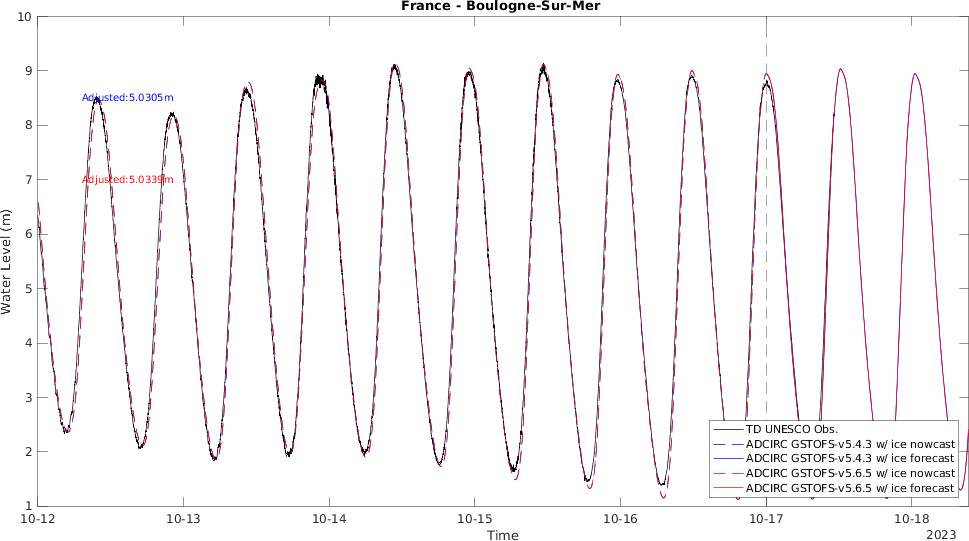 France - Boulogne-Sur-Mer
10
9
8
7
6
5
4
3
2
1
Water Level (m)
Adjusted:5.0305m
Adjusted:5.0339m
TD UNESCO Obs.
ADCIRC GSTOFS-v5.4.3 w/ ice nowcast
ADCIRC GSTOFS-v5.4.3 w/ ice forecast
ADCIRC GSTOFS-v5.6.5 w/ ice nowcast
ADCIRC GSTOFS-v5.6.5 w/ ice forecast
10-12 10-13 10-14 10-15 10-16 10-17 10-18
Time
2023